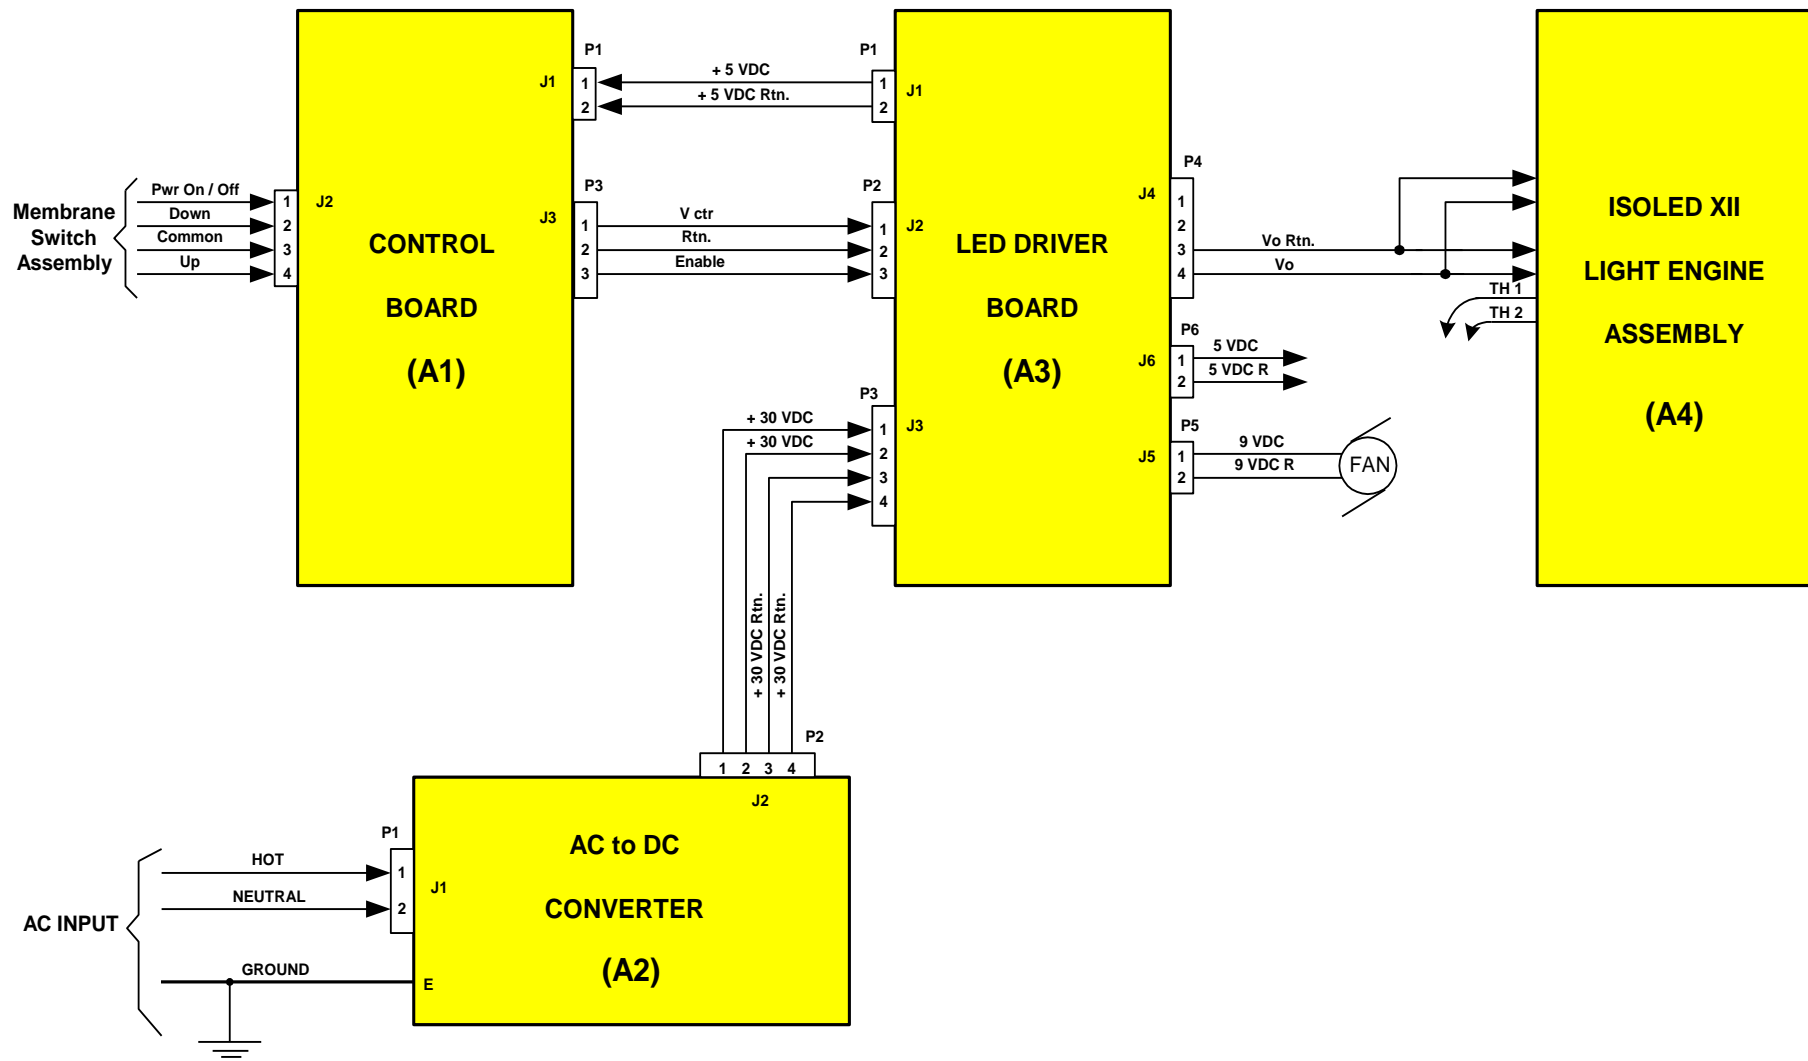 P1
J1
1
2
+ 5 VDC
+ 5 VDC Rtn.
P1
1
2
J1
Membrane
Switch
Assembly
Pwr On / Off
Down
Common
Up
1
2
3
4
J2
CONTROL
BOARD
(A1)
P3
J3
1
2
3
V ctr
Rtn.
Enable
P2
1
2
3
J2
LED DRIVER
BOARD
(A3)
P4
J4
1
2
3
4
Vo Rtn.
Vo
TH 1
TH 2
ISOLED XII
LIGHT ENGINE
ASSEMBLY
(A4)
P6
J6
1
2
5 VDC
5 VDC R
P5
J5
1
2
9 VDC
9 VDC R
FAN
P3
J3
1
2
3
4
+ 30 VDC
+ 30 VDC
+ 30 VDC Rtn.
+ 30 VDC Rtn.
P2
1 2 3 4
J2
AC to DC
CONVERTER
(A2)
P1
1
2
J1
AC INPUT
HOT
NEUTRAL
GROUND
E